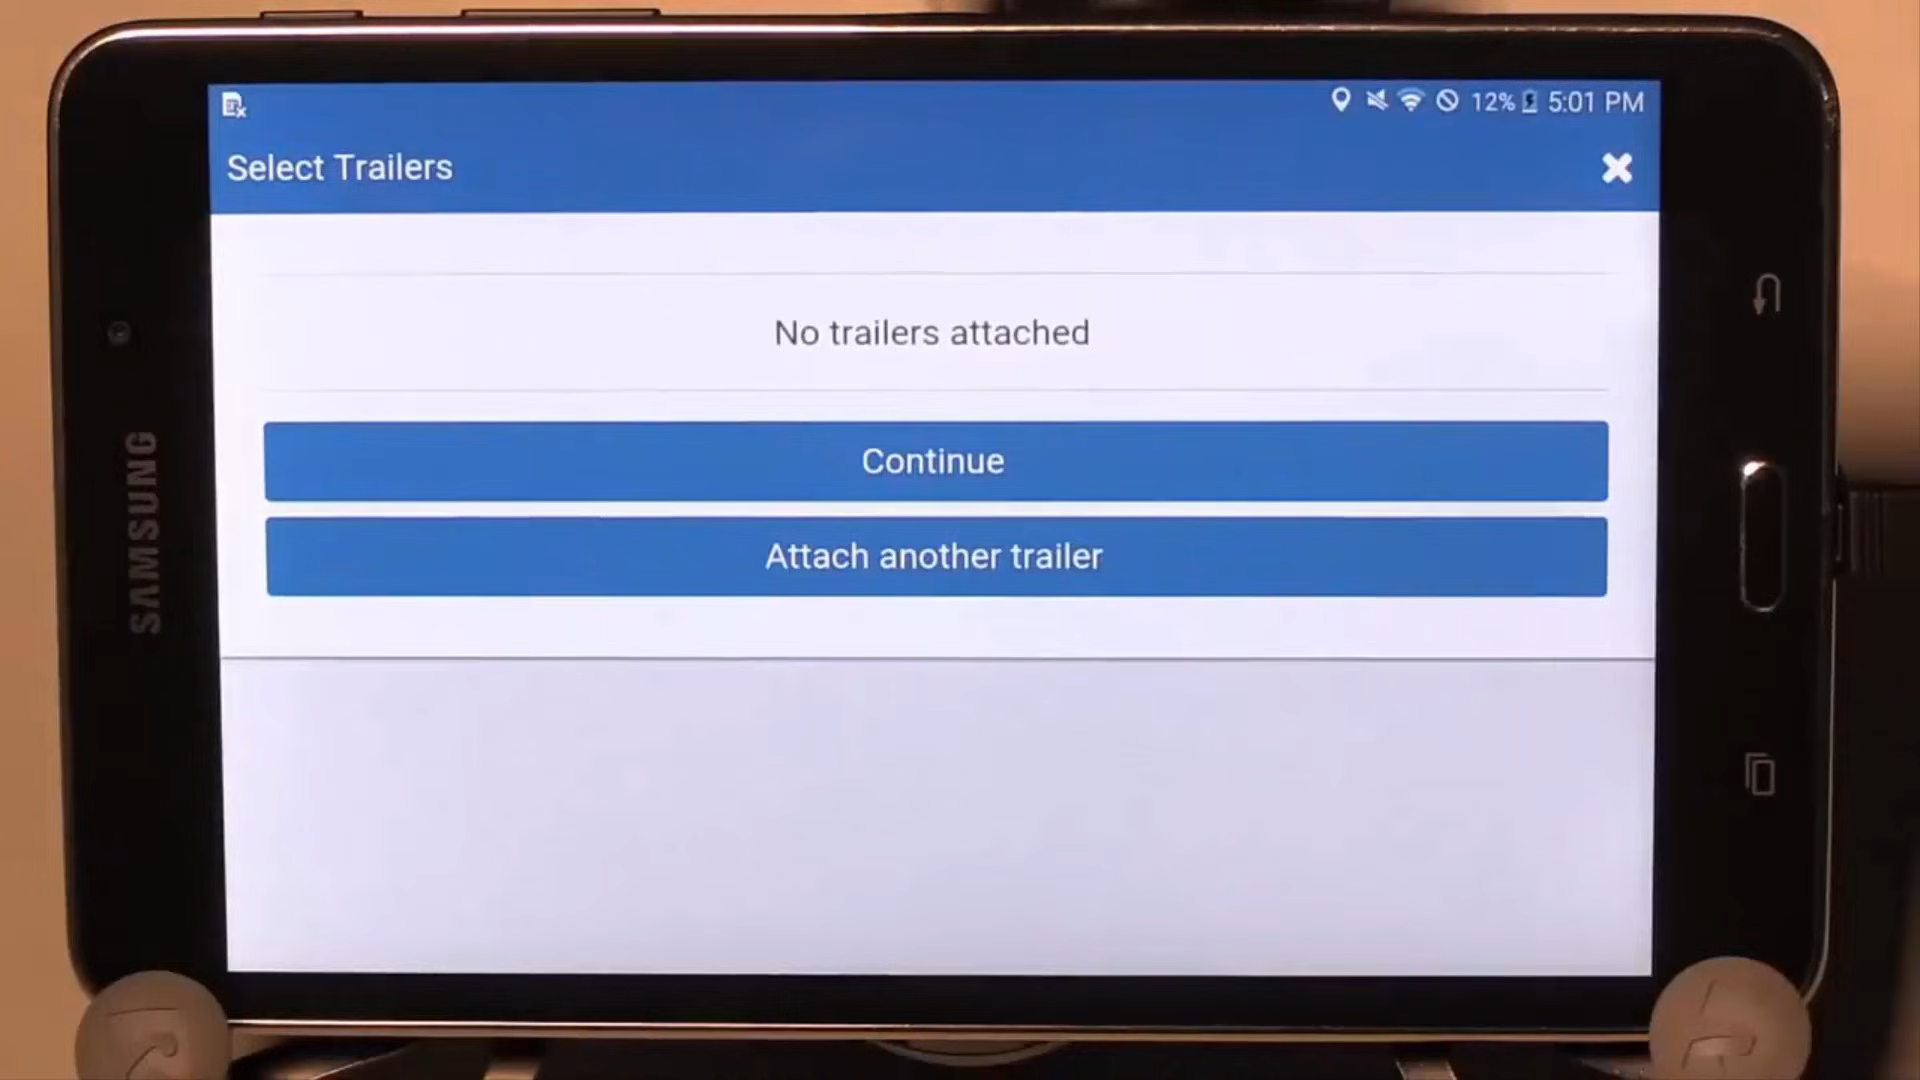 12% 5:01 PM
Select Trailers
No trailers attached
Continue
Attach another trailer
SAMSUNG